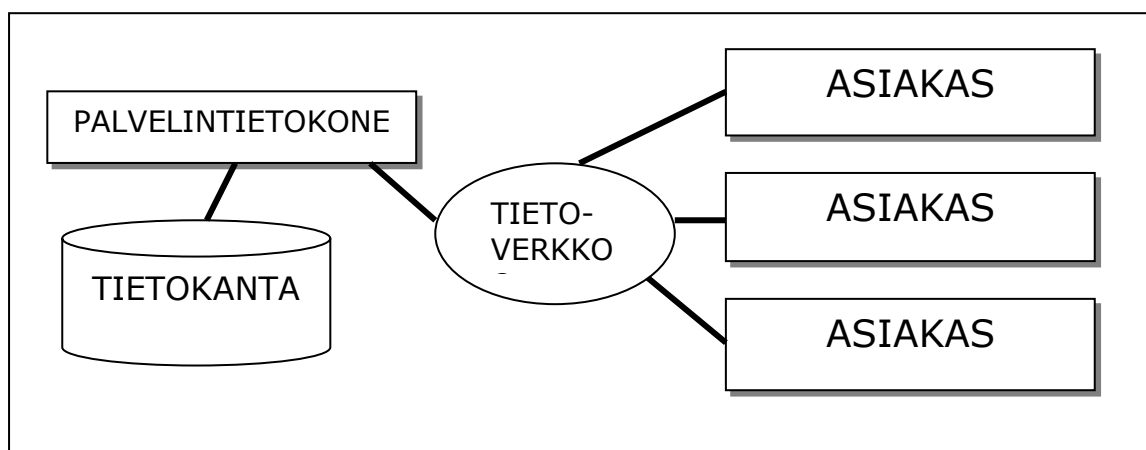 PALVELINTIETOKONE
TIETOKANTA
TIETO-
VERKKO
ASIAKAS
ASIAKAS
ASIAKAS